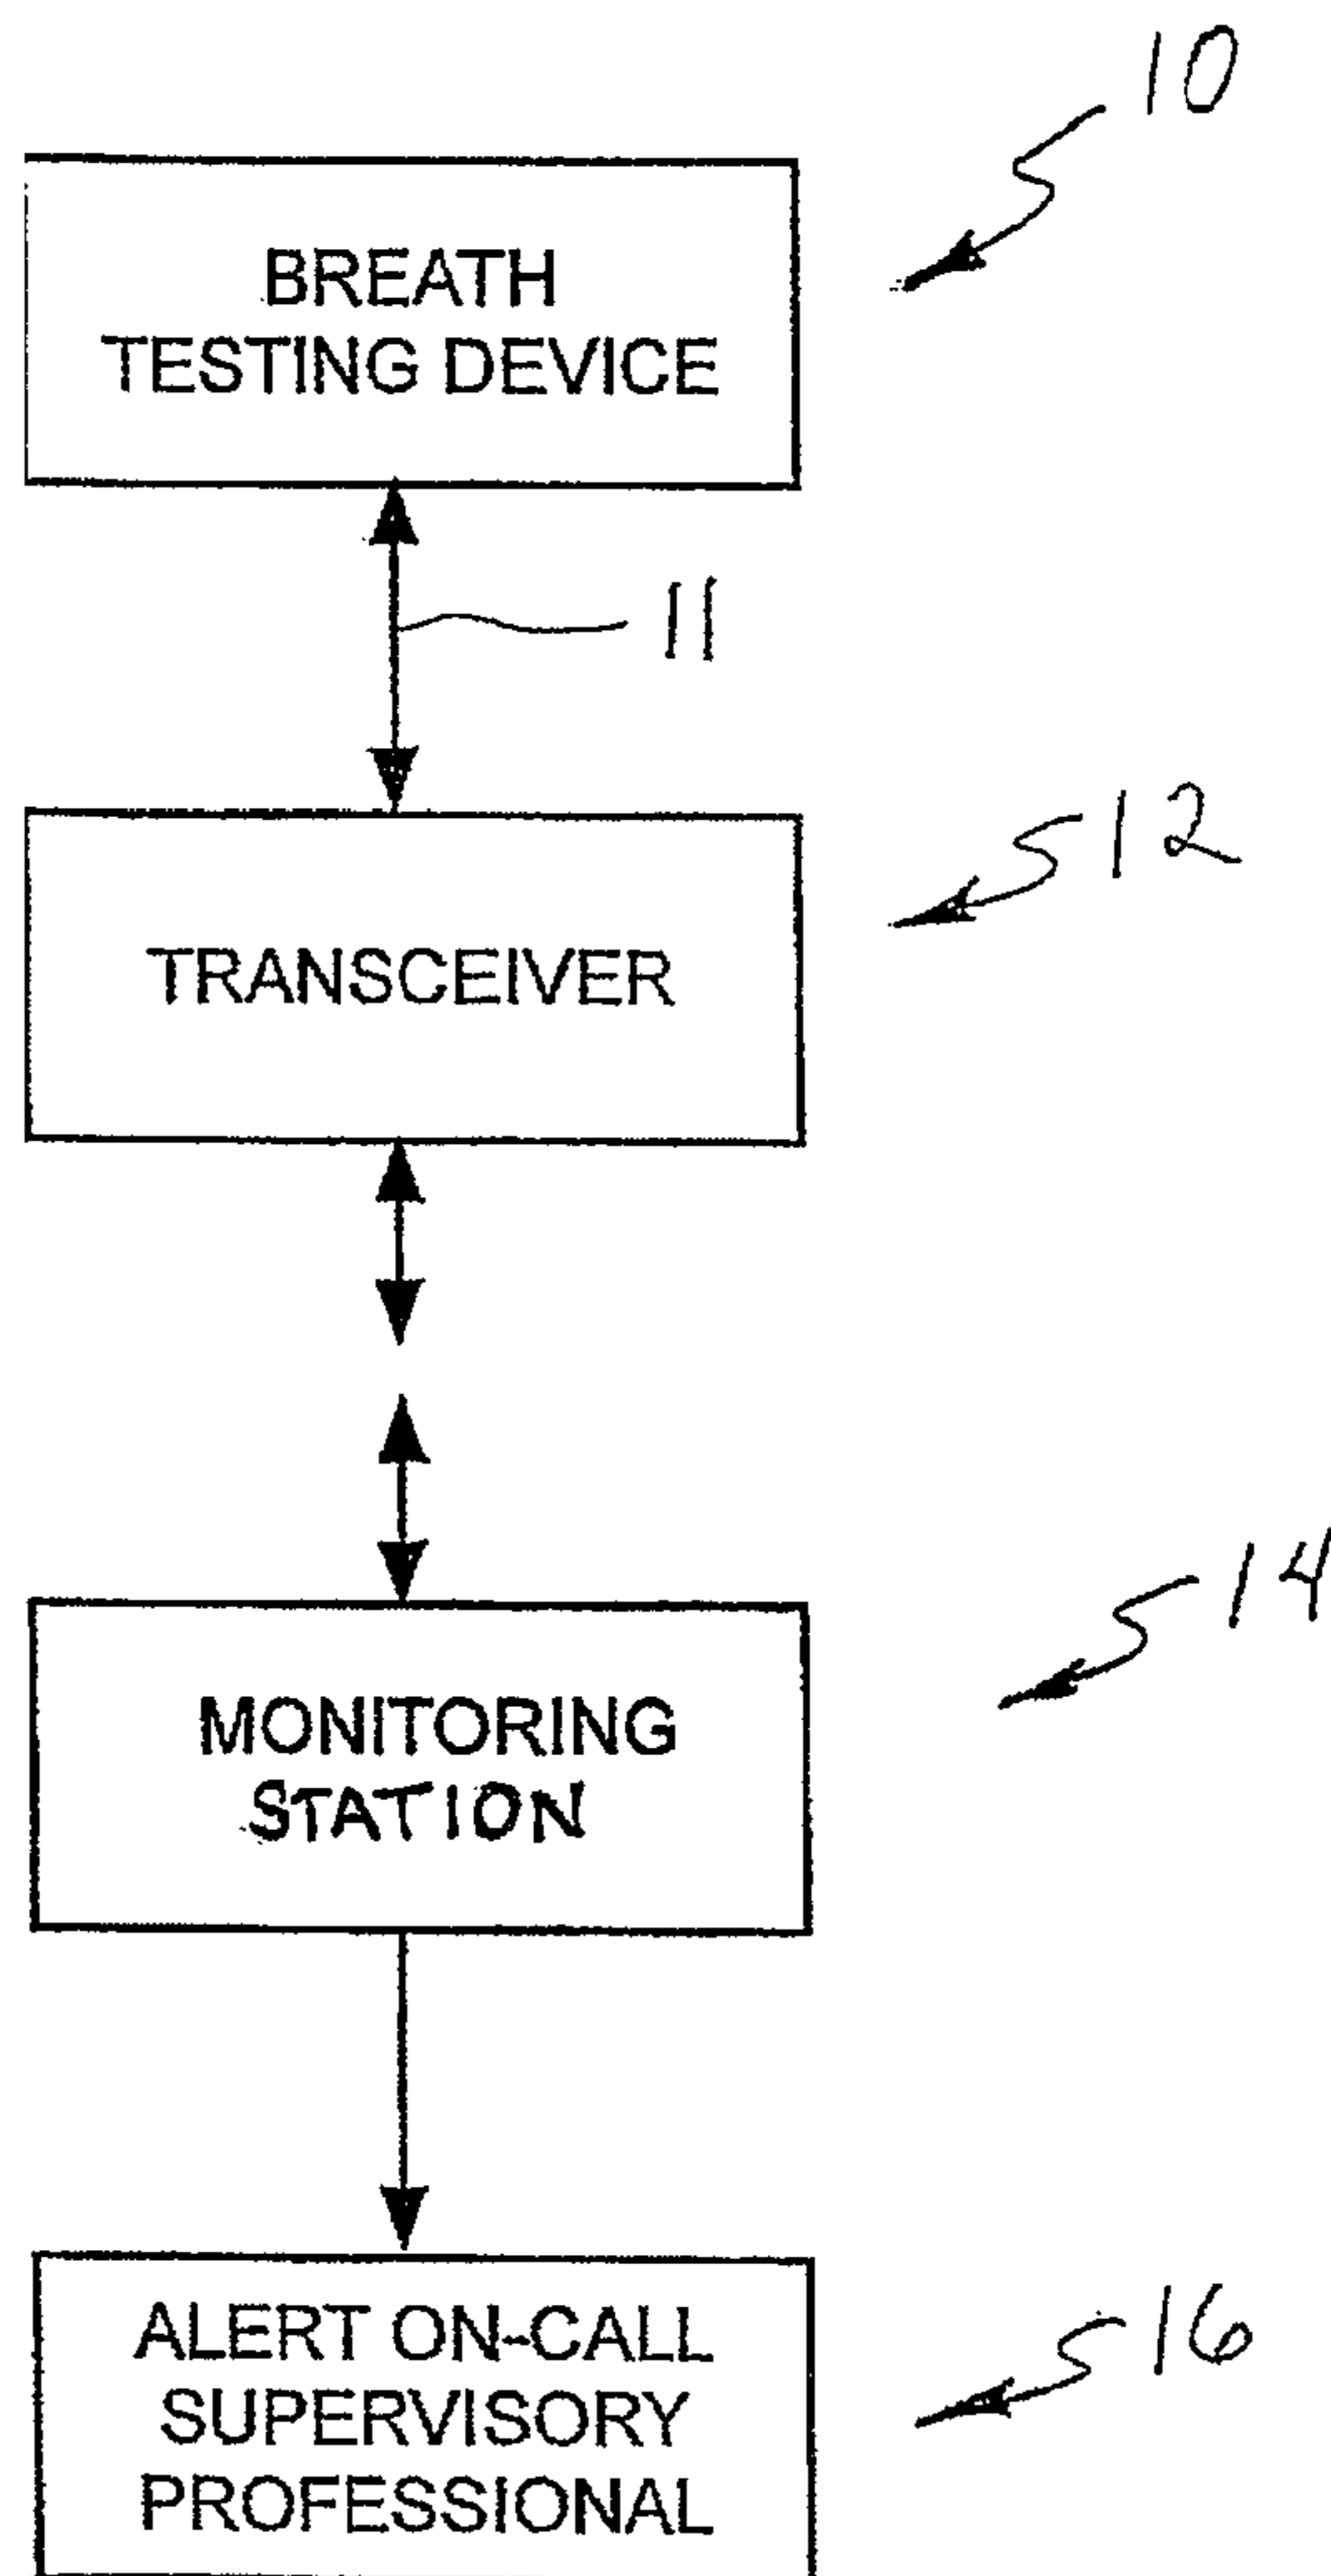 10
BREATH
TESTING DEVICE
11
12
TRANSCEIVER
14
MONITORING
STATION
16
ALERT ON-CALL
SUPERVISORY
PROFESSIONAL